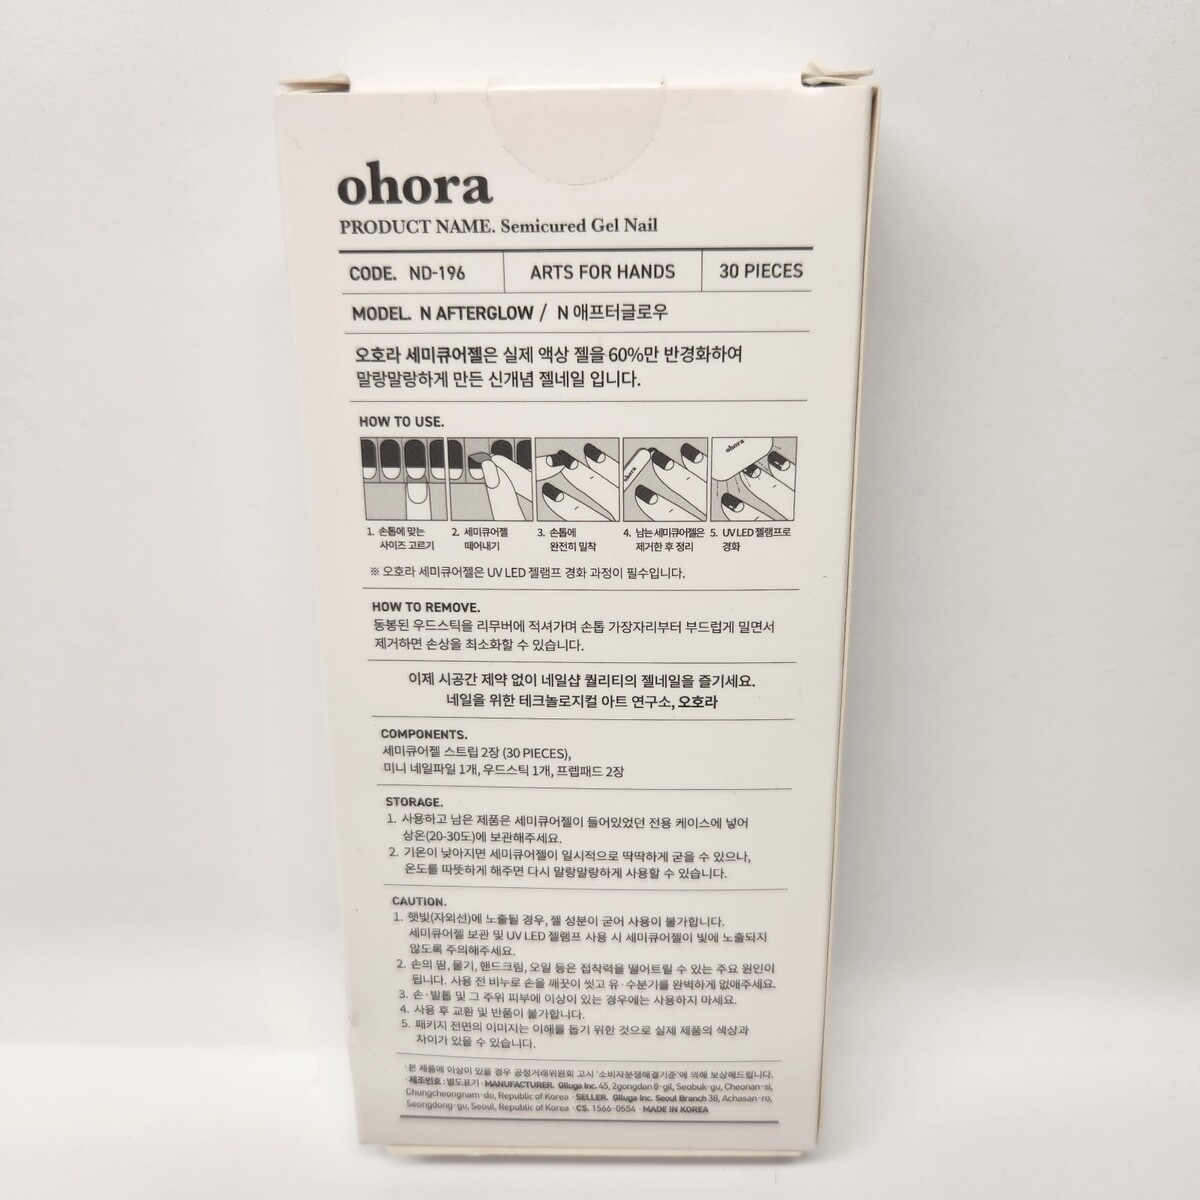 ohora
PRODUCT NAME. Semicured Gel Nail
CODE. ND-196 ARTS FOR HANDS 30 PIECES
MODEL. N AFTERGLOW / N 애프터글로우
오호라 세미큐어젤은 실제 액상 젤을 60%만 반경화하여
말랑말랑하게 만든 신개념 젤네일 입니다.
HOW TO USE.
ohora
ohora
1. 손톱에 맞는
사이즈 고르기
2. 세미큐어젤
떼어내기
3. 손톱에
완전히 밀착
4. 남는 세미큐어젤은
제거한 후 정리
5. UV LED 젤램프로
경화
※ 오호라 세미큐어젤은 UV LED 젤램프 경화 과정이 필수입니다.
HOW TO REMOVE.
동봉된 우드스틱을 리무버에 적셔가며 손톱 가장자리부터 부드럽게 밀면서
제거하면 손상을 최소화할 수 있습니다.
이제 시공간 제약 없이 네일샵 퀄리티의 젤네일을 즐기세요.
네일을 위한 테크놀로지컬 아트 연구소, 오호라
COMPONENTS.
세미큐어젤 스트립 2장 (30 PIECES),
미니 네일파일 1개, 우드스틱 1개, 프렙패드 2장
STORAGE.
1. 사용하고 남은 제품은 세미큐어젤이 들어있었던 전용 케이스에 넣어
상온(20-30도)에 보관해주세요.
2. 기온이 낮아지면 세미큐어젤이 일시적으로 딱딱하게 굳을 수 있으나,
온도를 따뜻하게 해주면 다시 말랑말랑하게 사용할 수 있습니다.
CAUTION.
1. 햇빛(자외선)에 노출될 경우, 젤 성분이 굳어 사용이 불가합니다.
세미큐어젤 보관 및 UV LED 젤램프 사용 시 세미큐어젤이 빛에 노출되지
않도록 주의해주세요.
2. 손의 땀, 물기, 핸드크림, 오일 등은 접착력을 떨어트릴 수 있는 주요 원인이
됩니다. 사용 전 비누로 손을 깨끗이 씻고 유·수분기를 완벽하게 없애주세요.
3. 손·발톱 및 그 주위 피부에 이상이 있는 경우에는 사용하지 마세요.
4. 사용 후 교환 및 반품이 불가합니다.
5. 패키지 전면의 이미지는 이해를 돕기 위한 것으로 실제 제품의 색상과
차이가 있을 수 있습니다.
·본 제품에 이상이 있을 경우 공정거래위원회 고시 '소비자분쟁해결기준'에 의해 보상해드립니다.
·제조번호: 별도표기 · MANUFACTURER. Glluga Inc. 45, 2gongdan 8-gil, Seobuk-gu, Cheonan-si,
Chungcheongnam-do, Republic of Korea · SELLER. Glluga Inc. Seoul Branch 38, Achasan-ro,
Seongdong-gu, Seoul, Republic of Korea · CS. 1566-0554 · MADE IN KOREA